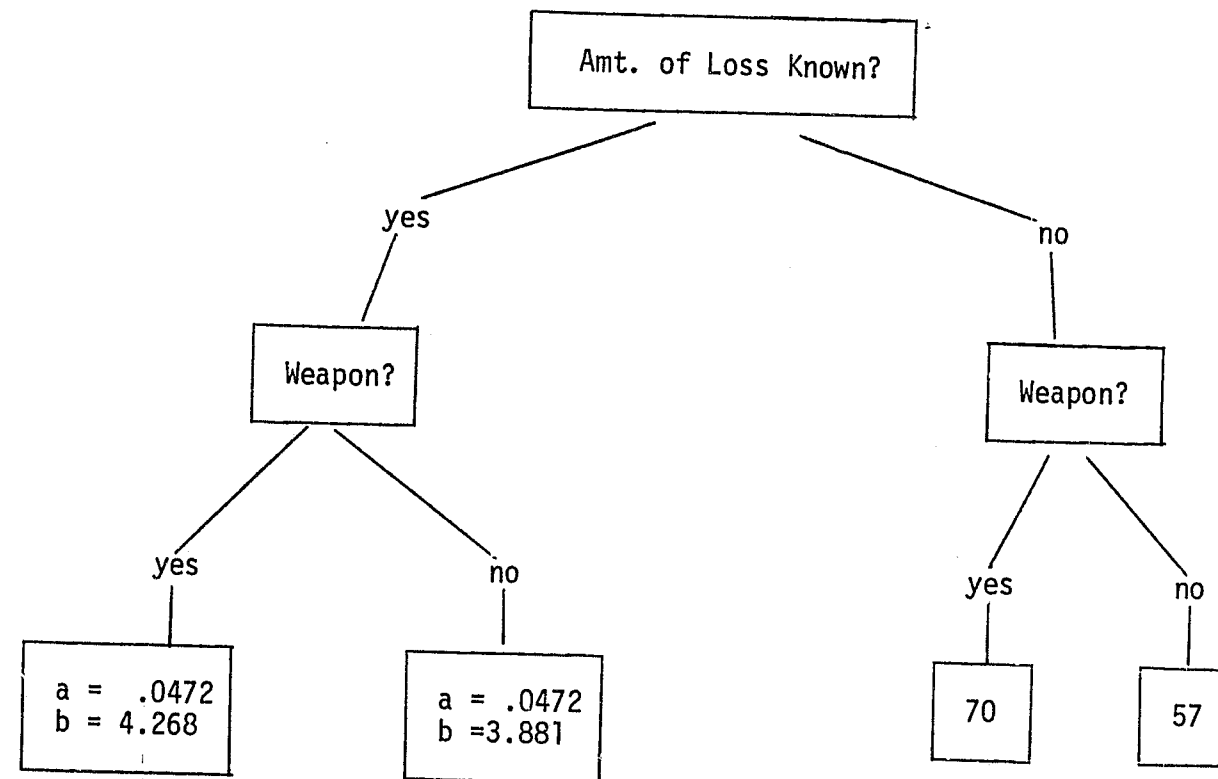 Amt. of Loss Known?
yes
no
Weapon?
Weapon?
yes
no
yes
no
a = .0472
b = 4.268
a = .0472
b =3.881
70
57